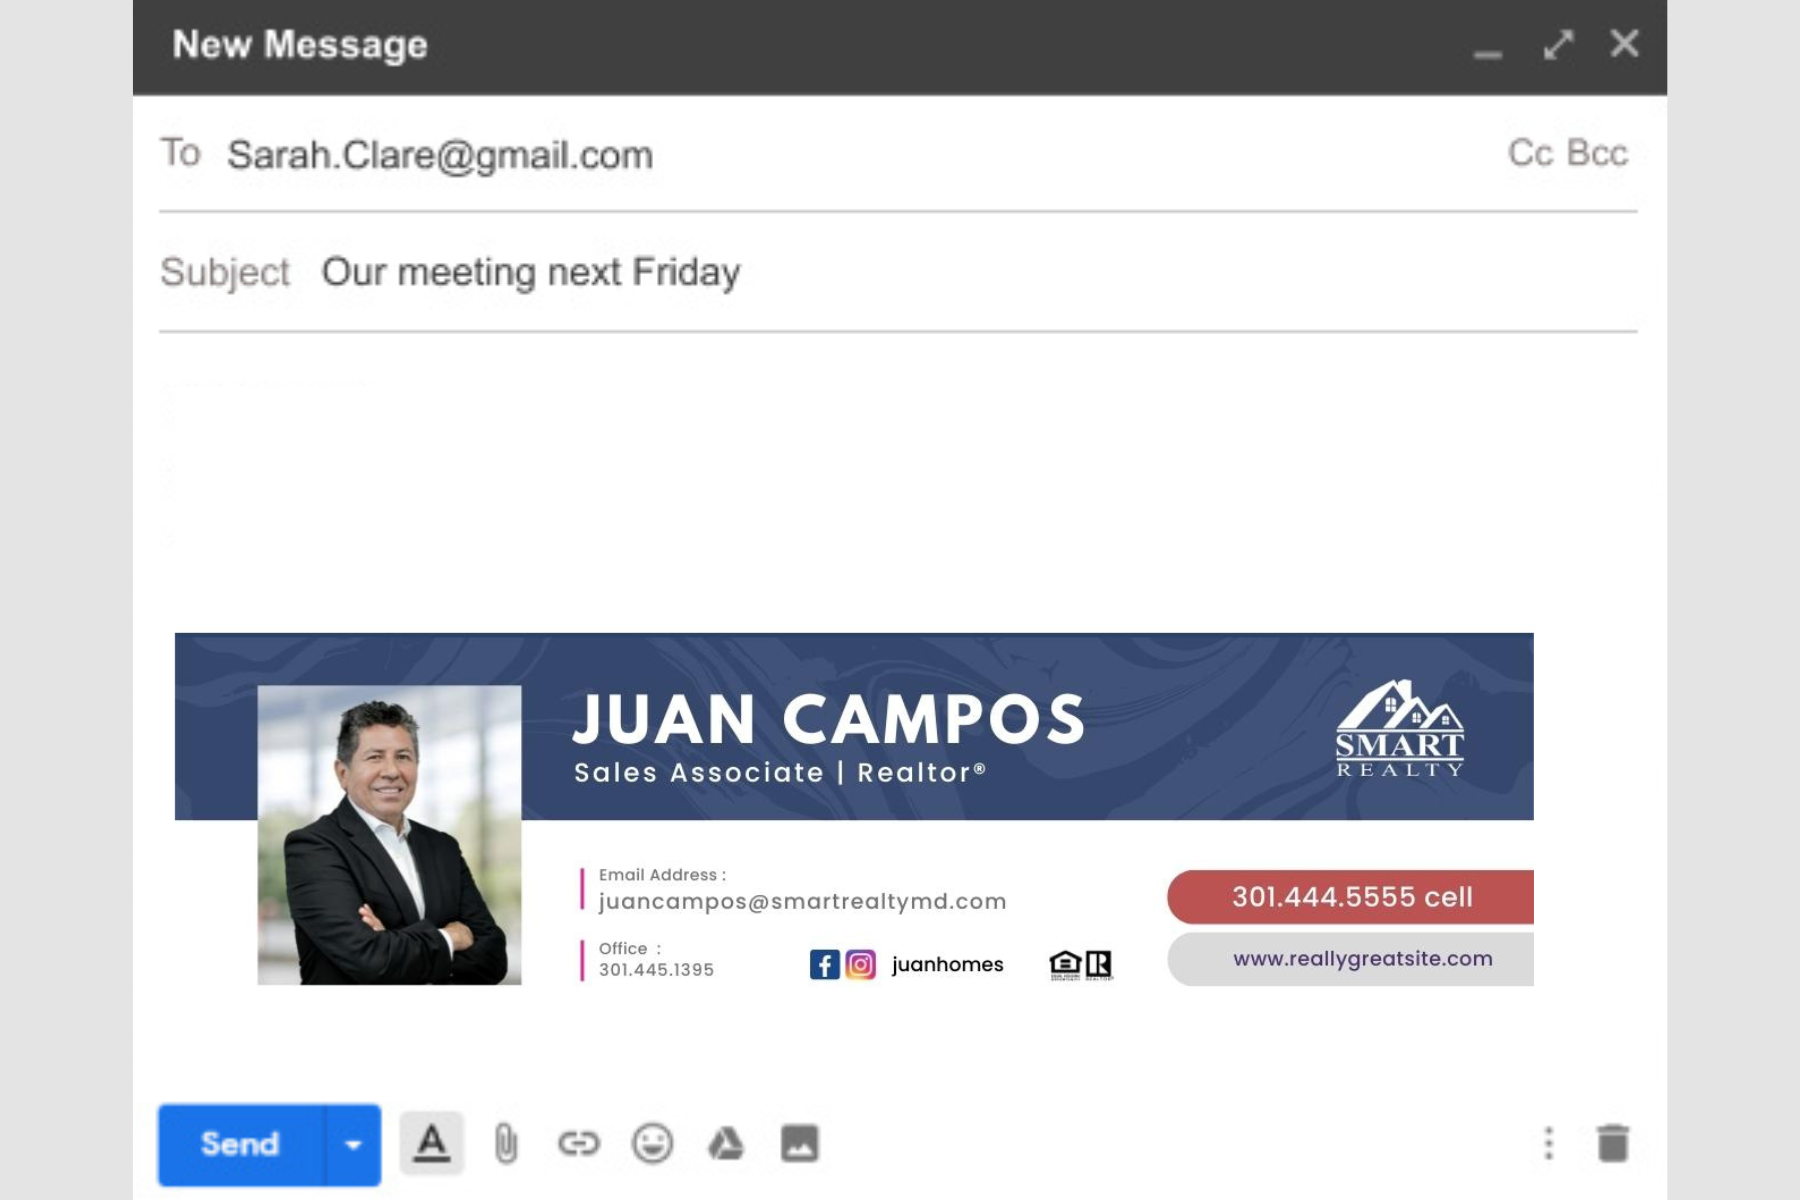 New Message
To Sarah.Clare@gmail.com Cc Bcc
Subject Our meeting next Friday
JUAN CAMPOS
Sales Associate | Realtor®
SMART
REALTY
Email Address :
juancampos@smartrealtymd.com
301.444.5555 cell
Office :
301.445.1395
juanhomes
www.reallygreatsite.com
Send